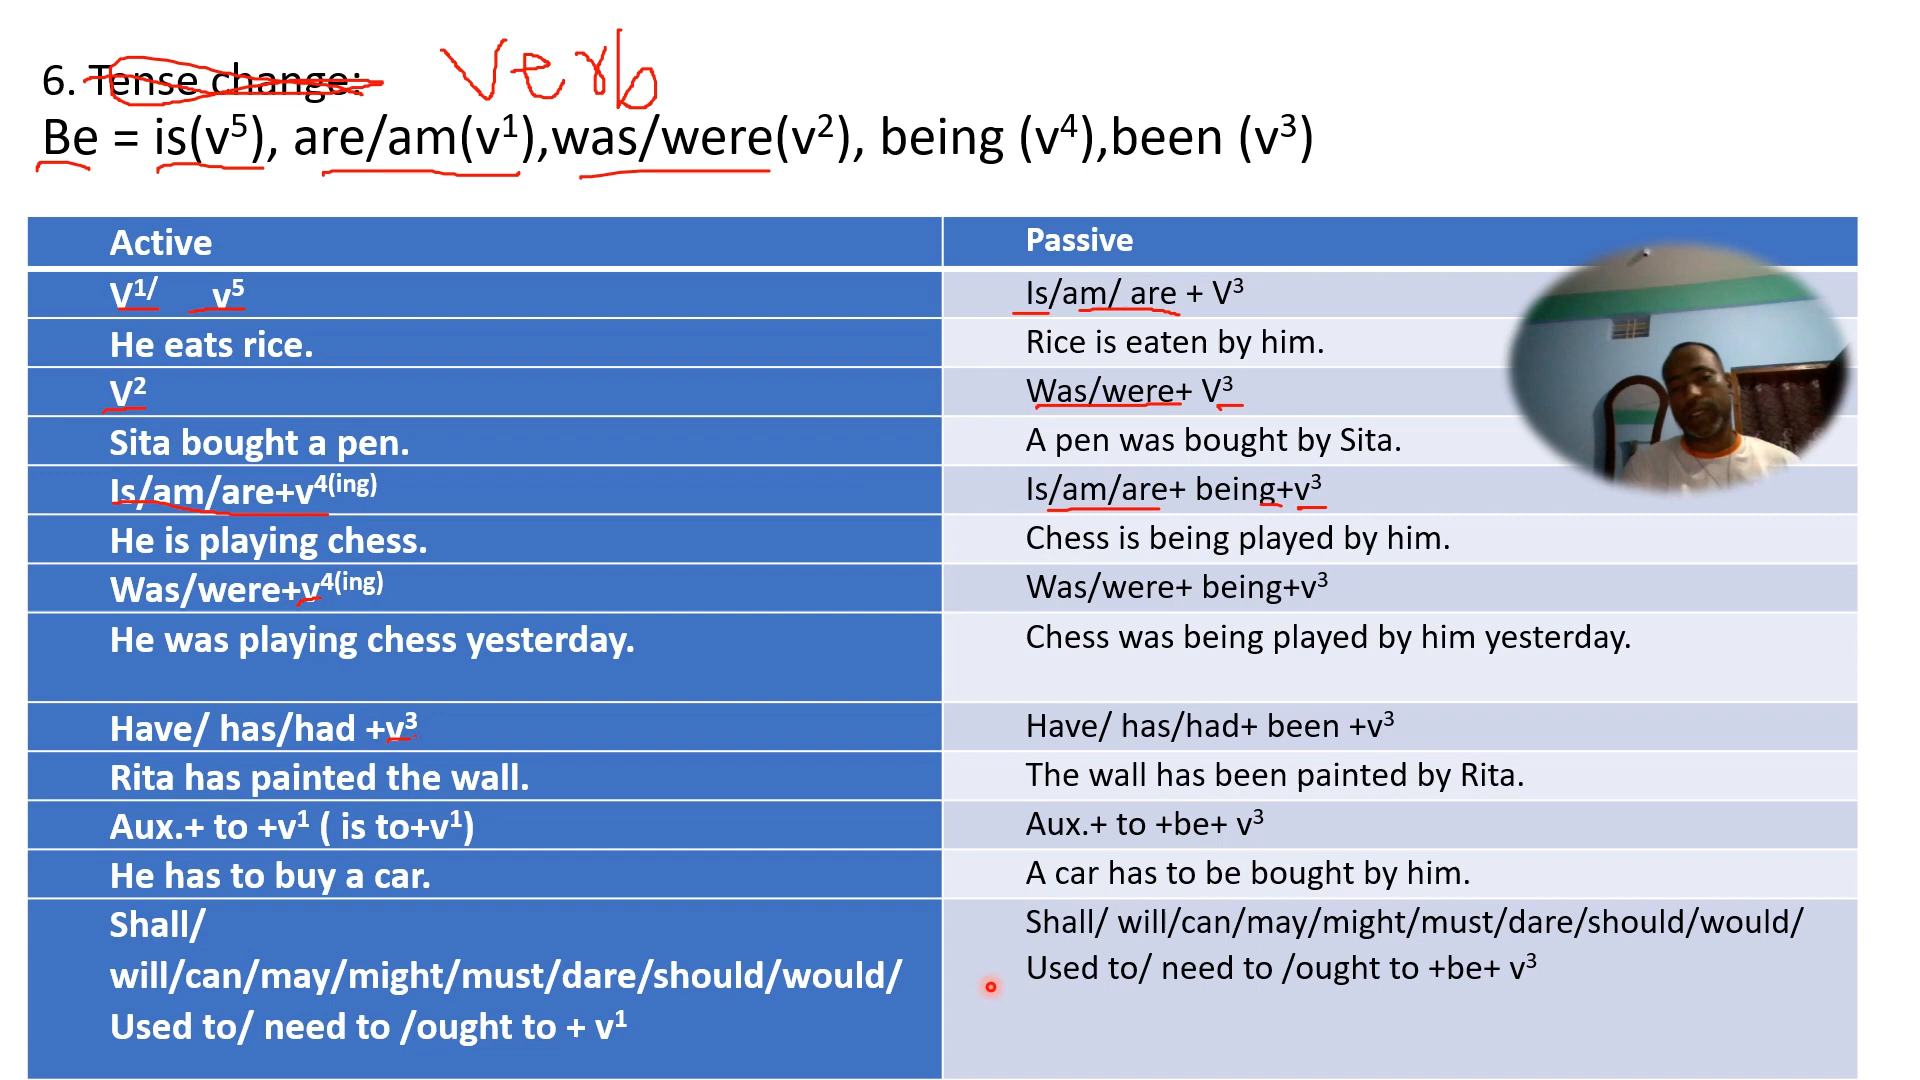 6. Tense change: Verb
Be = is(v⁵), are/am(v¹),was/were(v²), being (v⁴),been (v³)
Active Passive
V¹/ v⁵ Is/am/ are + V³
He eats rice. Rice is eaten by him.
V² Was/were+ V³
Sita bought a pen. A pen was bought by Sita.
Is/am/are+v⁴⁽ⁱⁿᵍ⁾ Is/am/are+ being+v³
He is playing chess. Chess is being played by him.
Was/were+v⁴⁽ⁱⁿᵍ⁾ Was/were+ being+v³
He was playing chess yesterday. Chess was being played by him yesterday.
Have/ has/had +v³ Have/ has/had+ been +v³
Rita has painted the wall. The wall has been painted by Rita.
Aux.+ to +v¹ ( is to+v¹) Aux.+ to +be+ v³
He has to buy a car. A car has to be bought by him.
Shall/
will/can/may/might/must/dare/should/would/
Used to/ need to /ought to + v¹
Shall/ will/can/may/might/must/dare/should/would/
Used to/ need to /ought to +be+ v³